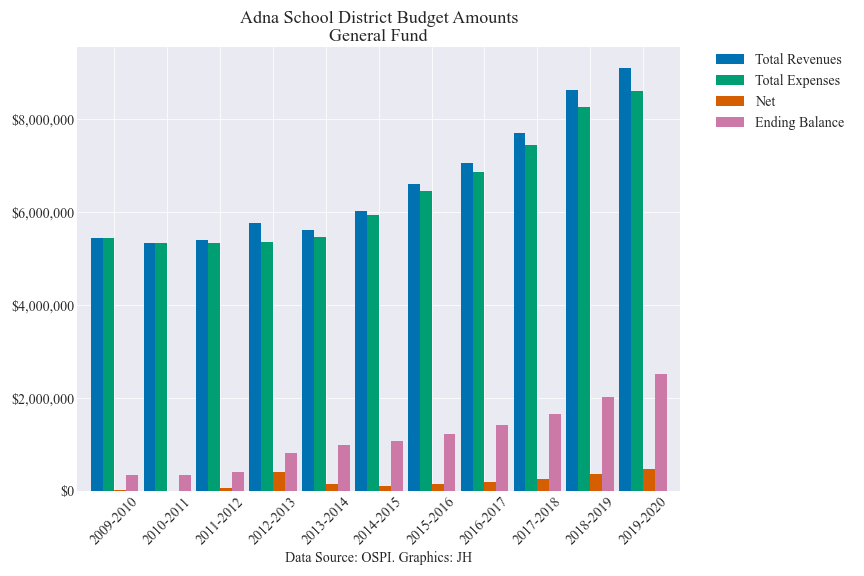 Adna School District Budget Amounts
General Fund
Total Revenues
Total Expenses
Net
Ending Balance
$8,000,000
$6,000,000
$4,000,000
$2,000,000
$0
2009-2010
2010-2011
2011-2012
2012-2013
2013-2014
2014-2015
2015-2016
2016-2017
2017-2018
2018-2019
2019-2020
Data Source: OSPI. Graphics: JH